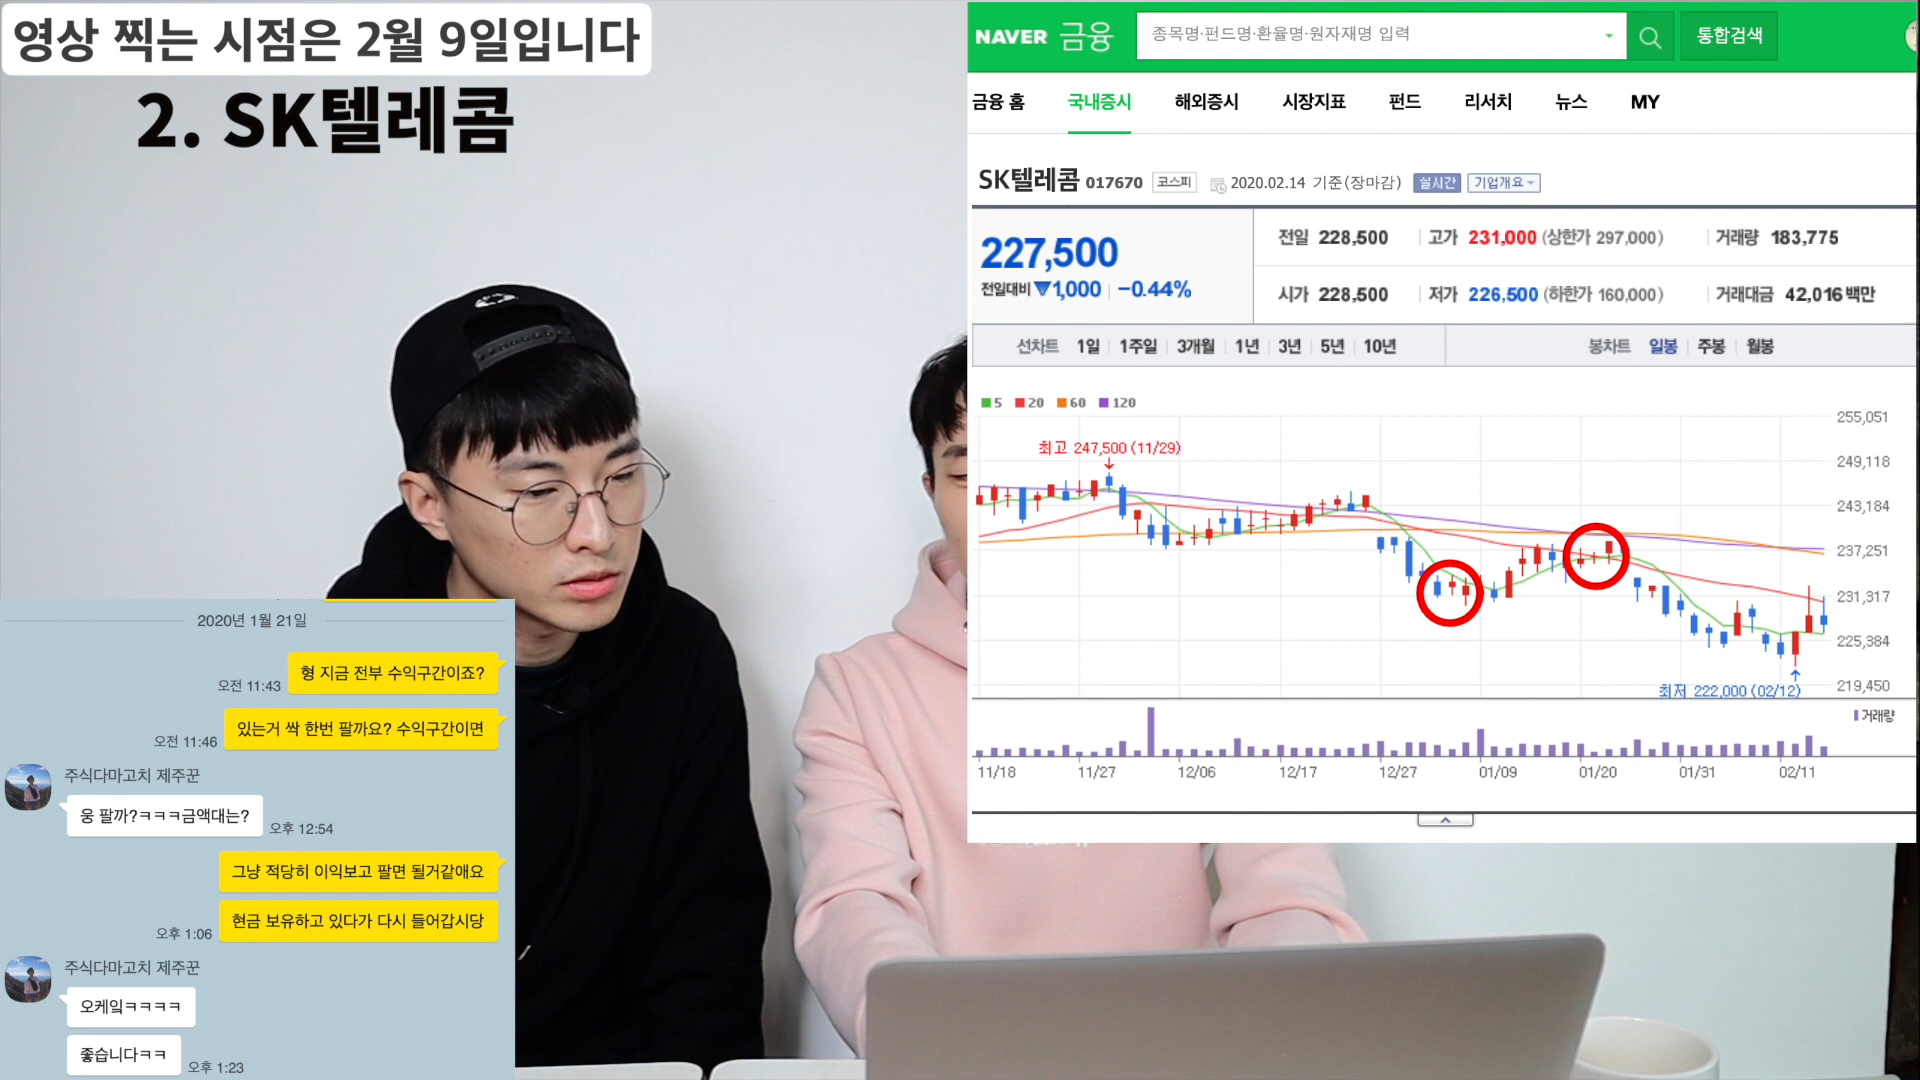 영상 찍는 시점은 2월 9일입니다
2. SK텔레콤
2020년 1월 21일
형 지금 전부 수익구간이죠?
오전 11:43
있는거 싹 한번 팔까요? 수익구간이면
오전 11:46
주식다마고치 제주꾼
웅 팔까?ㅋㅋㅋ금액대는?
오후 12:54
그냥 적당히 이익보고 팔면 될거같애요
현금 보유하고 있다가 다시 들어갑시당
오후 1:06
주식다마고치 제주꾼
오케잌ㅋㅋㅋㅋ
좋습니다ㅋㅋ
오후 1:23
NAVER 금융
종목명·펀드명·환율명·원자재명 입력
통합검색
금융 홈 국내증시 해외증시 시장지표 펀드 리서치 뉴스 MY
SK텔레콤 017670 코스피 2020.02.14 기준(장마감) 실시간 기업개요
227,500
전일대비 ▼1,000 -0.44%
전일 228,500 고가 231,000 (상한가 297,000) 거래량 183,775
시가 228,500 저가 226,500 (하한가 160,000) 거래대금 42,016 백만
선차트 1일 1주일 3개월 1년 3년 5년 10년 봉차트 일봉 주봉 월봉
5 20 60 120
최고 247,500 (11/29)
255,051
249,118
243,184
237,251
231,317
225,384
219,450
최저 222,000 (02/12)
거래량
11/18 11/27 12/06 12/17 12/27 01/09 01/20 01/31 02/11